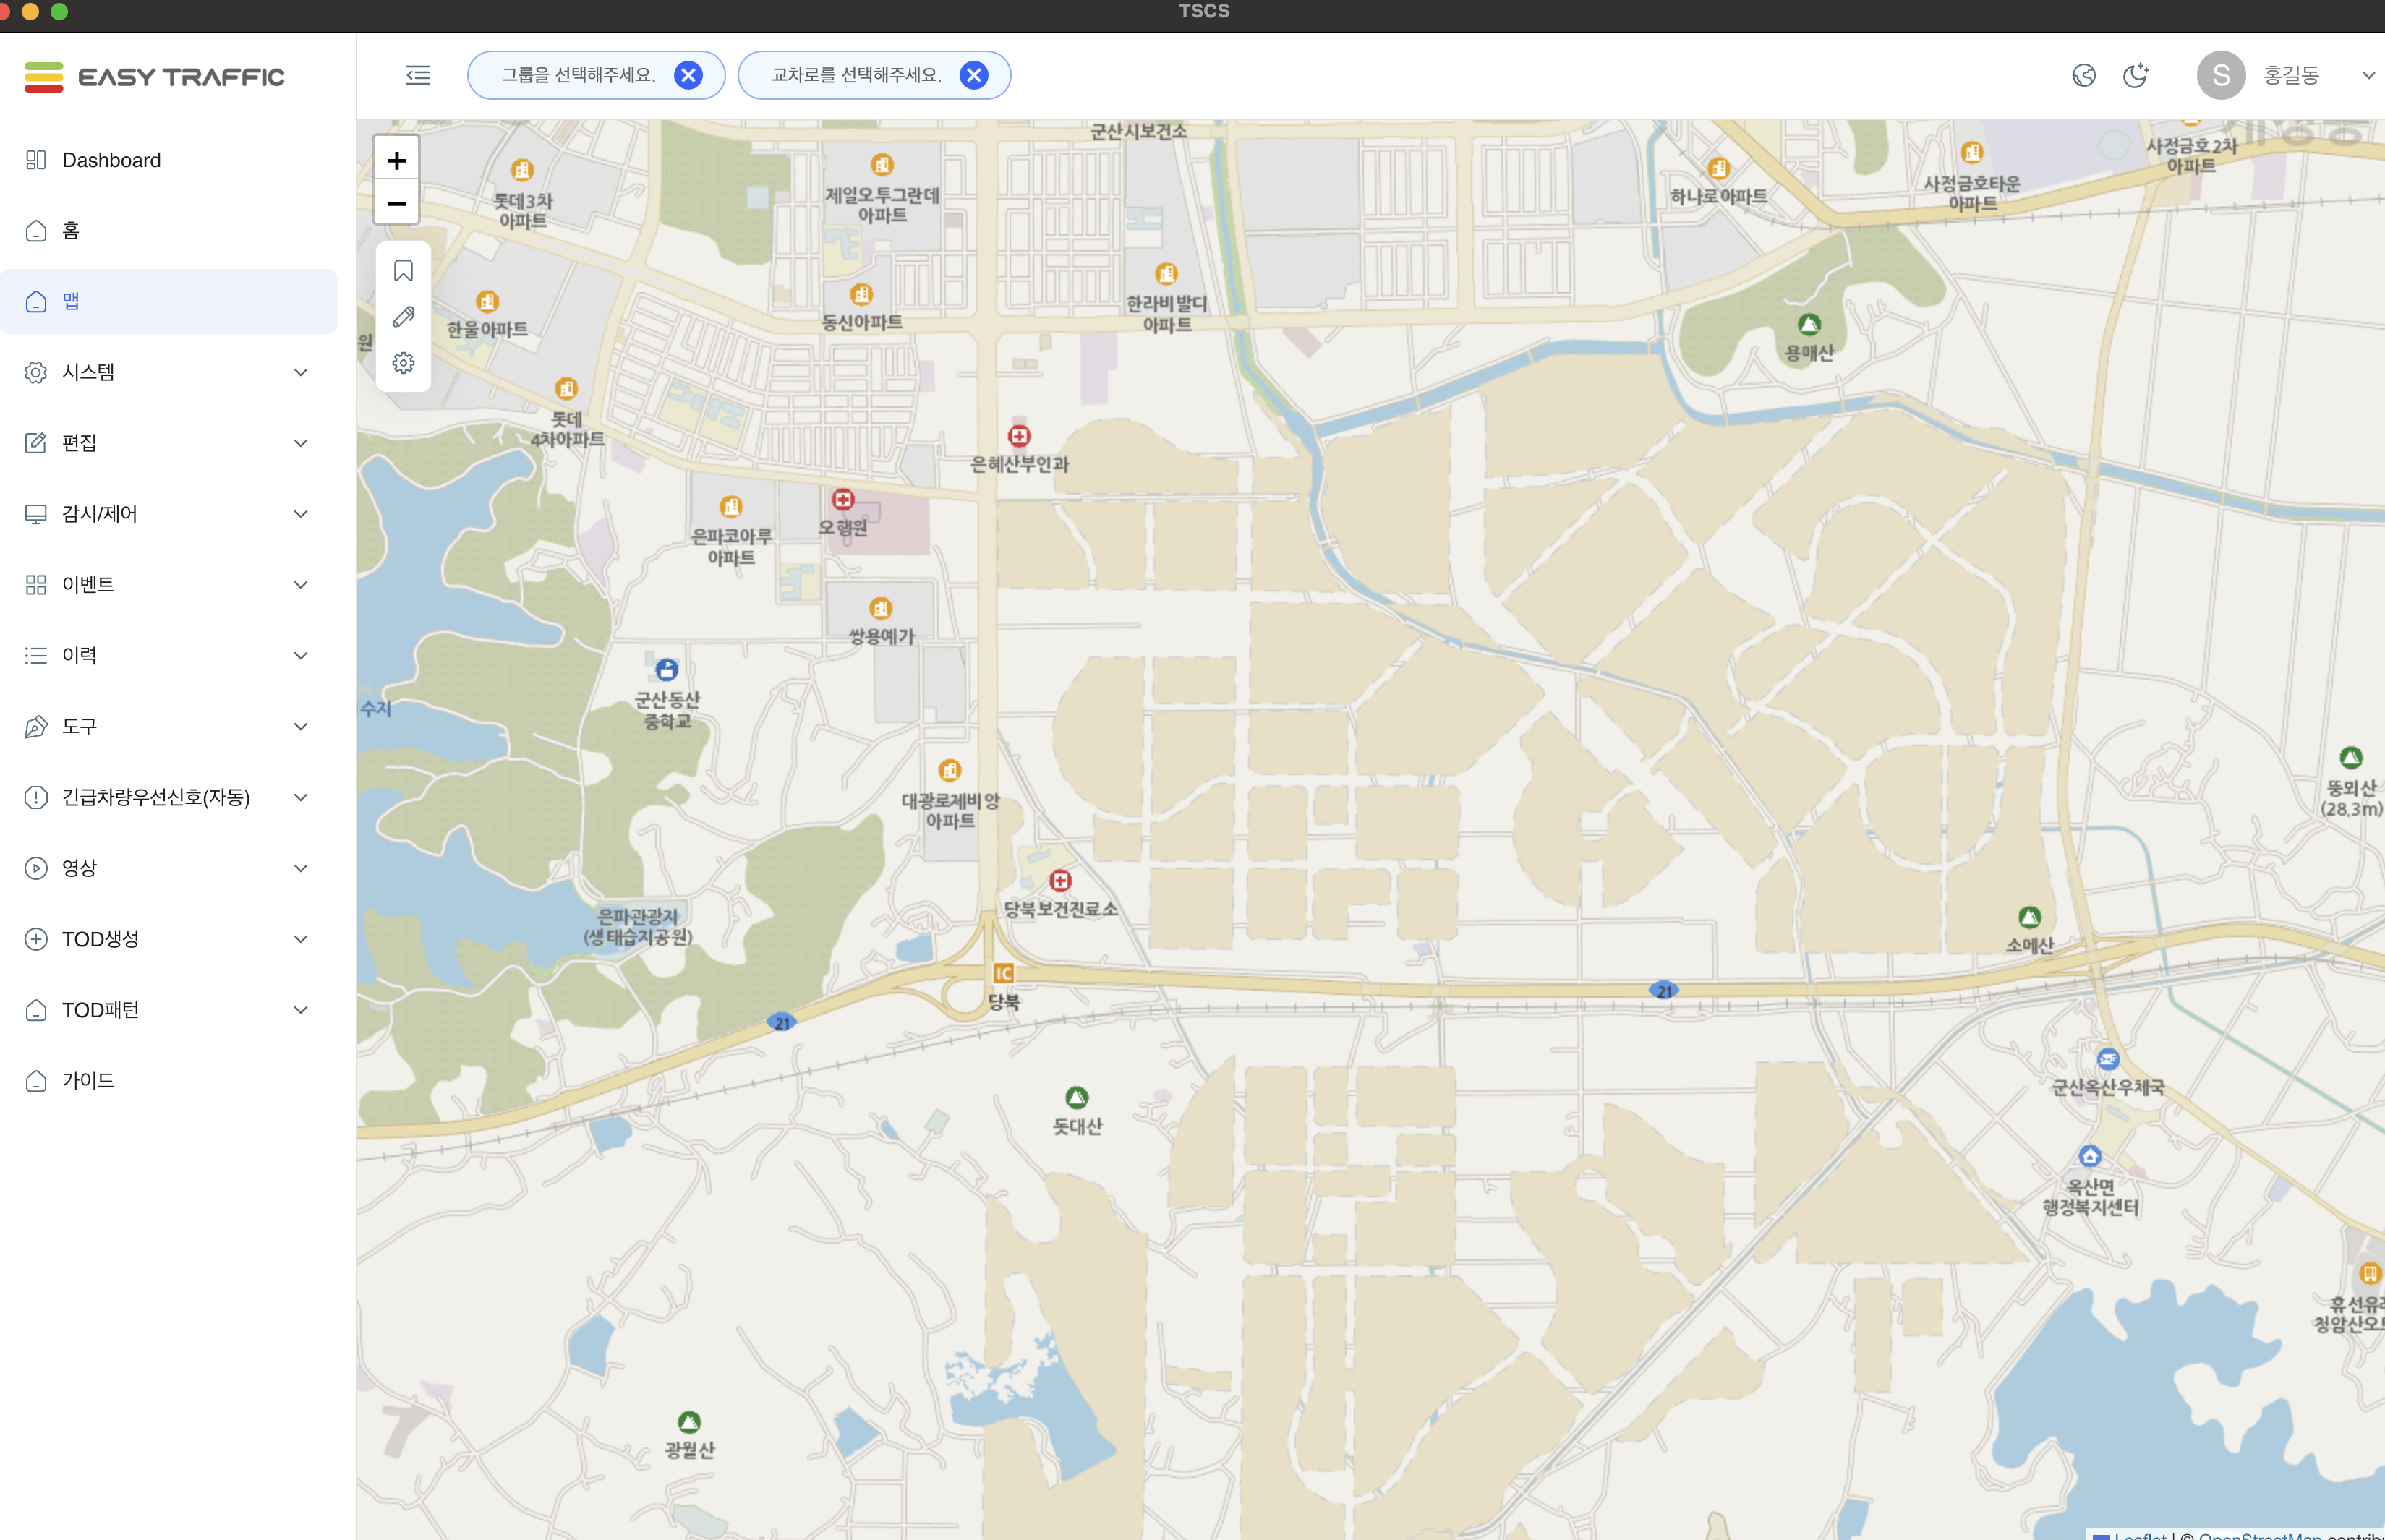 TSCS
EASY TRAFFIC
그룹을 선택해주세요.
교차로를 선택해주세요.
S
홍길동
Dashboard
홈
맵
시스템
편집
감시/제어
이벤트
이력
도구
긴급차량우선신호(자동)
영상
TOD생성
TOD패턴
가이드
+
−
군산시보건소
롯데3차
아파트
제일오투그란데
아파트
하나로아파트
사정금호타운
아파트
사정금호2차
아파트
한울아파트
동신아파트
한라비발디
아파트
용매산
원
롯데
4차아파트
은혜산부인과
은파코아루
아파트
오행원
쌍용예가
군산동산
중학교
수지
대광로제비앙
아파트
뚱뫼산
(28.3m)
당북보건진료소
은파관광지
(생태습지공원)
소메산
IC
당북
21
21
군산옥산우체국
돗대산
옥산면
행정복지센터
휴선유러
청암산오토
광월산
Leaflet | © OpenStreetMap contribu